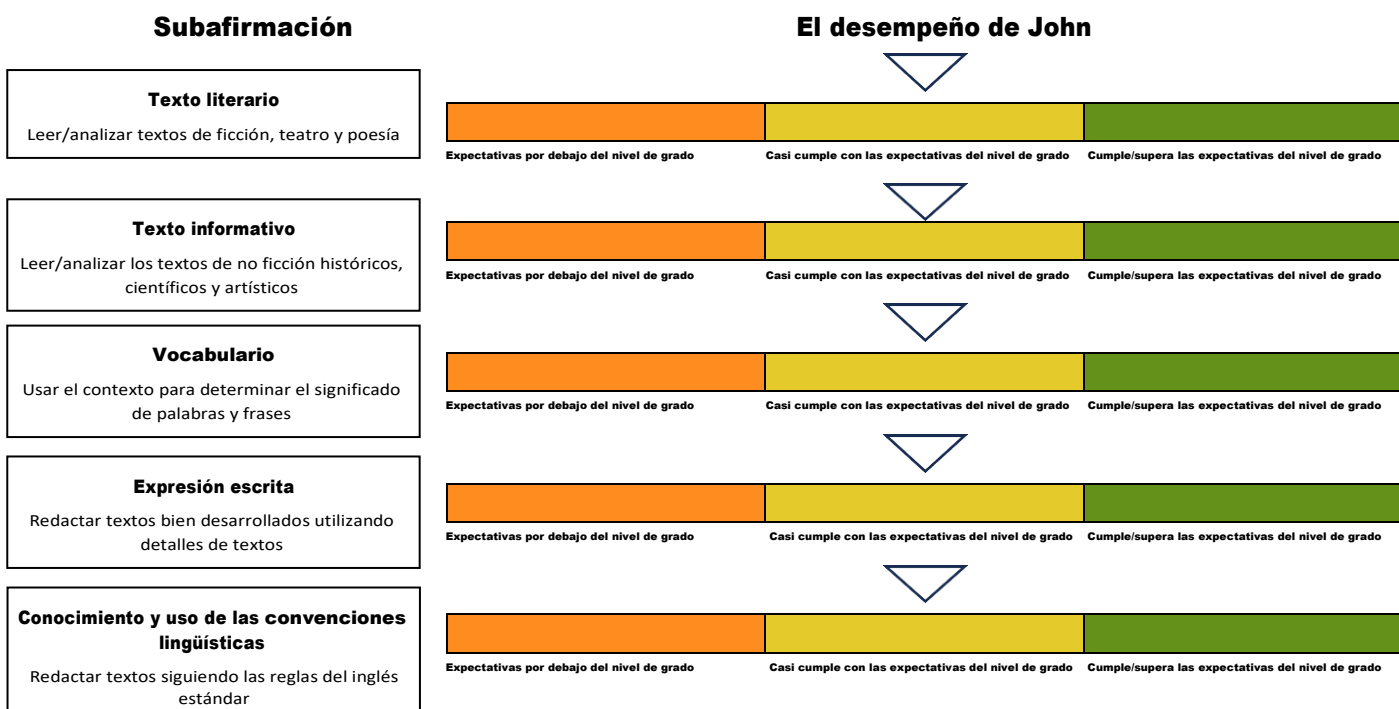 Subafirmación
El desempeño de John
Texto literario
Leer/analizar textos de ficción, teatro y poesía
Expectativas por debajo del nivel de grado
Casi cumple con las expectativas del nivel de grado
Cumple/supera las expectativas del nivel de grado
Texto informativo
Leer/analizar los textos de no ficción históricos,
científicos y artísticos
Expectativas por debajo del nivel de grado
Casi cumple con las expectativas del nivel de grado
Cumple/supera las expectativas del nivel de grado
Vocabulario
Usar el contexto para determinar el significado
de palabras y frases
Expectativas por debajo del nivel de grado
Casi cumple con las expectativas del nivel de grado
Cumple/supera las expectativas del nivel de grado
Expresión escrita
Redactar textos bien desarrollados utilizando
detalles de textos
Expectativas por debajo del nivel de grado
Casi cumple con las expectativas del nivel de grado
Cumple/supera las expectativas del nivel de grado
Conocimiento y uso de las convenciones
lingüísticas
Redactar textos siguiendo las reglas del inglés
estándar
Expectativas por debajo del nivel de grado
Casi cumple con las expectativas del nivel de grado
Cumple/supera las expectativas del nivel de grado